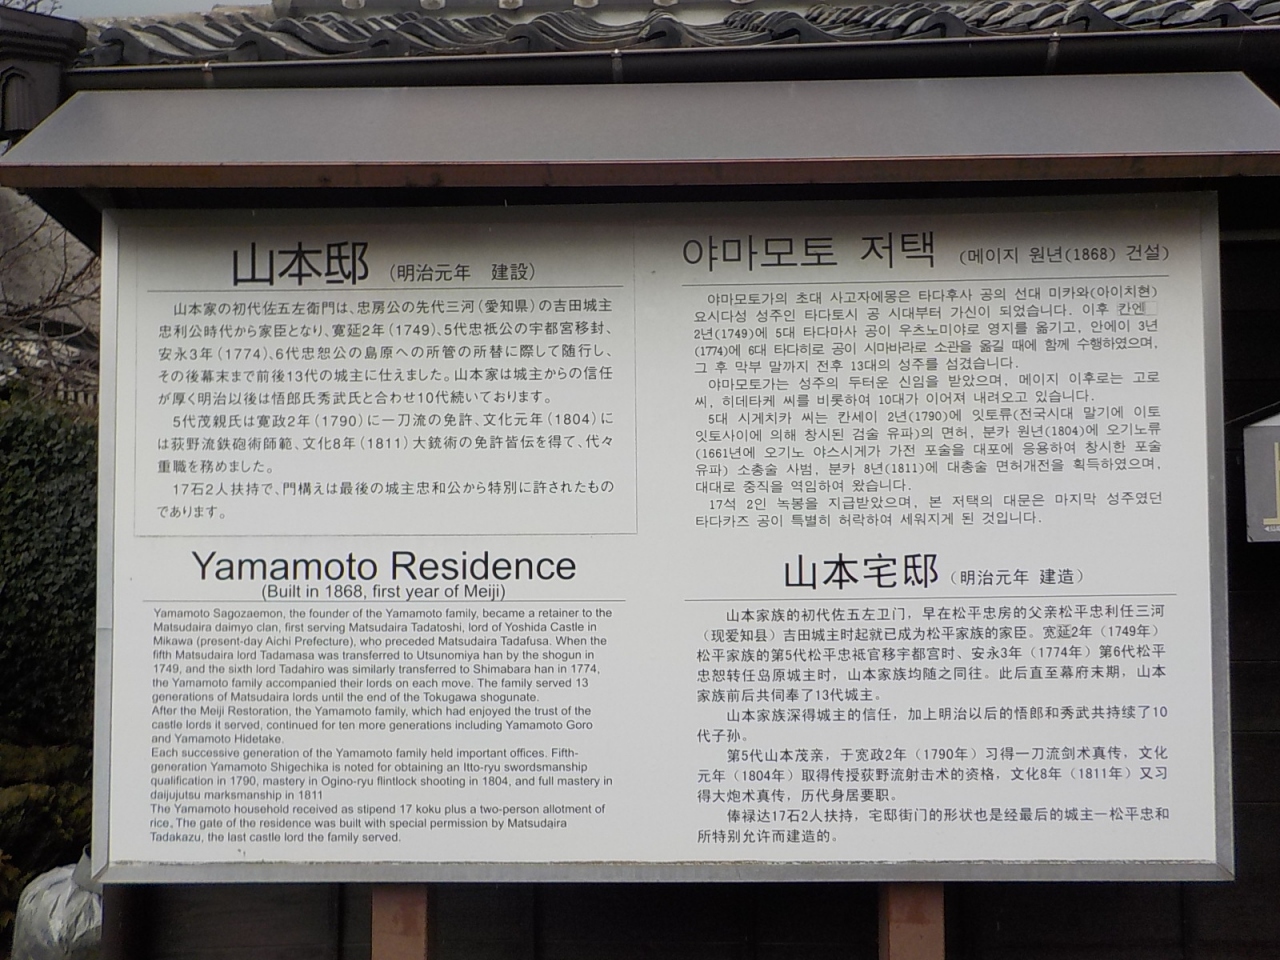 山本邸（明治元年　建設）
山本家の初代佐五左衛門は、忠房公の先代三河（愛知県）の吉田城主
忠利公時代から家臣となり、寛延2年（1749）、5代忠祇公の宇都宮移封、
安永3年（1774）、6代忠恕公の島原への所管の所替に際して随行し、
その後幕末まで前後13代の城主に仕えました。山本家は城主からの信任
が厚く明治以後は悟郎氏秀武氏と合わせ10代続いております。
5代茂親氏は寛政2年（1790）に一刀流の免許、文化元年（1804）に
は荻野流鉄砲術師範、文化8年（1811）大銃術の免許皆伝を得て、代々
重職を務めました。
17石2人扶持で、門構えは最後の城主忠和公から特別に許されたもの
であります。
Yamamoto Residence
(Built in 1868, first year of Meiji)
Yamamoto Sagozaemon, the founder of the Yamamoto family, became a retainer to the
Matsudaira daimyo clan, first serving Matsudaira Tadatoshi, lord of Yoshida Castle in
Mikawa (present-day Aichi Prefecture), who preceded Matsudaira Tadafusa. When the
fifth Matsudaira lord Tadamasa was transferred to Utsunomiya han by the shogun in
1749, and the sixth lord Tadahiro was similarly transferred to Shimabara han in 1774,
the Yamamoto family accompanied their lords on each move. The family served 13
generations of Matsudaira lords until the end of the Tokugawa shogunate.
After the Meiji Restoration, the Yamamoto family, which had enjoyed the trust of the
castle lords it served, continued for ten more generations including Yamamoto Goro
and Yamamoto Hidetake.
Each successive generation of the Yamamoto family held important offices. Fifth-
generation Yamamoto Shigechika is noted for obtaining an Itto-ryu swordsmanship
qualification in 1790, mastery in Ogino-ryu flintlock shooting in 1804, and full mastery in
daijujutsu marksmanship in 1811
The Yamamoto household received as stipend 17 koku plus a two-person allotment of
rice. The gate of the residence was built with special permission by Matsudaira
Tadakazu, the last castle lord the family served.
야마모토 저택 (메이지 원년(1868) 건설)
야마모토가의 초대 사고자에몽은 타다후사 공의 선대 미카와(아이치현)
요시다성 성주인 타다토시 공 시대부터 가신이 되었습니다. 이후 칸엔
2년(1749)에 5대 타다마사 공이 우츠노미야로 영지를 옮기고, 안에이 3년
(1774)에 6대 타다히로 공이 시마바라로 소관을 옮길 때에 함께 수행하였으며,
그 후 막부 말까지 전후 13대의 성주를 섬겼습니다.
야마모토가는 성주의 두터운 신임을 받았으며, 메이지 이후로는 고로
씨, 히데타케 씨를 비롯하여 10대가 이어져 내려오고 있습니다.
5대 시게치카 씨는 칸세이 2년(1790)에 잇토류(전국시대 말기에 이토
잇토사이에 의해 창시된 검술 유파)의 면허, 분카 원년(1804)에 오기노류
(1661년에 오기노 야스시게가 가전 포술을 대포에 응용하여 창시한 포술
유파) 소총술 사범, 분카 8년(1811)에 대총술 면허개전을 획득하였으며,
대대로 중직을 역임하여 왔습니다.
17석 2인 녹봉을 지급받았으며, 본 저택의 대문은 마지막 성주였던
타다카즈 공이 특별히 허락하여 세워지게 된 것입니다.
山本宅邸（明治元年 建造）
山本家族的初代佐五左卫门，早在松平忠房的父亲松平忠利任三河
（现爱知县）吉田城主时起就已成为松平家族的家臣。宽延2年（1749年）
松平家族的第5代松平忠祇官移宇都宫时、安永3年（1774年）第6代松平
忠恕转任岛原城主时，山本家族均随之同往。此后直至幕府末期，山本
家族前后共伺奉了13代城主。
山本家族深得城主的信任，加上明治以后的悟郎和秀武共持续了10
代子孙。
第5代山本茂亲，于宽政2年（1790年）习得一刀流剑术真传，文化
元年（1804年）取得传授荻野流射击术的资格，文化8年（1811年）又习
得大炮术真传，历代身居要职。
俸禄达17石2人扶持，宅邸街门的形状也是经最后的城主一松平忠和
所特别允许而建造的。